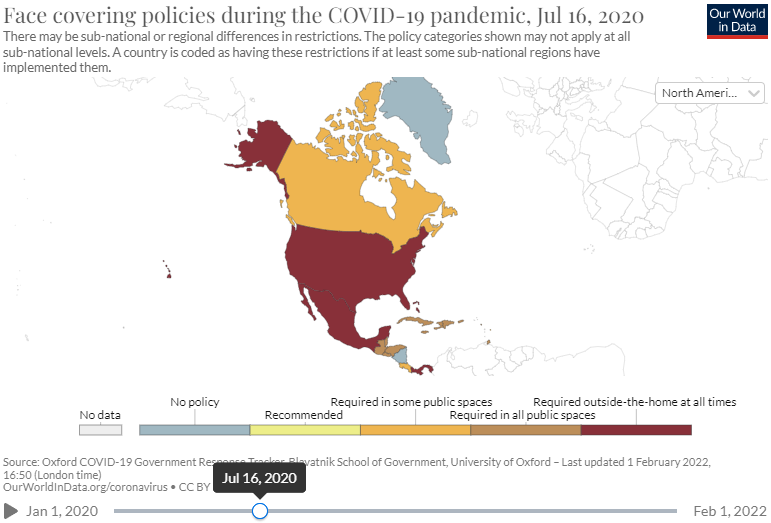 Face covering policies during the COVID-19 pandemic, Jul 16, 2020
Our World
in Data
There may be sub-national or regional differences in restrictions. The policy categories shown may not apply at all
sub-national levels. A country is coded as having these restrictions if at least some sub-national regions have
implemented them.
North Ameri...
No data
No policy
Recommended
Required in some public spaces
Required in all public spaces
Required outside-the-home at all times
Source: Oxford COVID-19 Government Response Tracker, Blavatnik School of Government, University of Oxford – Last updated 1 February 2022,
16:50 (London time)
OurWorldInData.org/coronavirus • CC BY
Jul 16, 2020
Jan 1, 2020
Feb 1, 2022